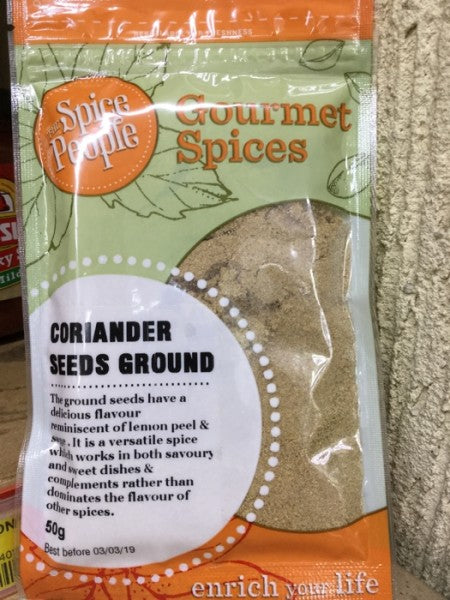 The
Spice
People
Gourmet
Spices
CORIANDER
SEEDS GROUND
The ground seeds have a
delicious flavour
reminiscent of lemon peel &
sage. It is a versatile spice
which works in both savoury
and sweet dishes &
complements rather than
dominates the flavour of
other spices.
50g
Best before 03/03/19
enrich your life